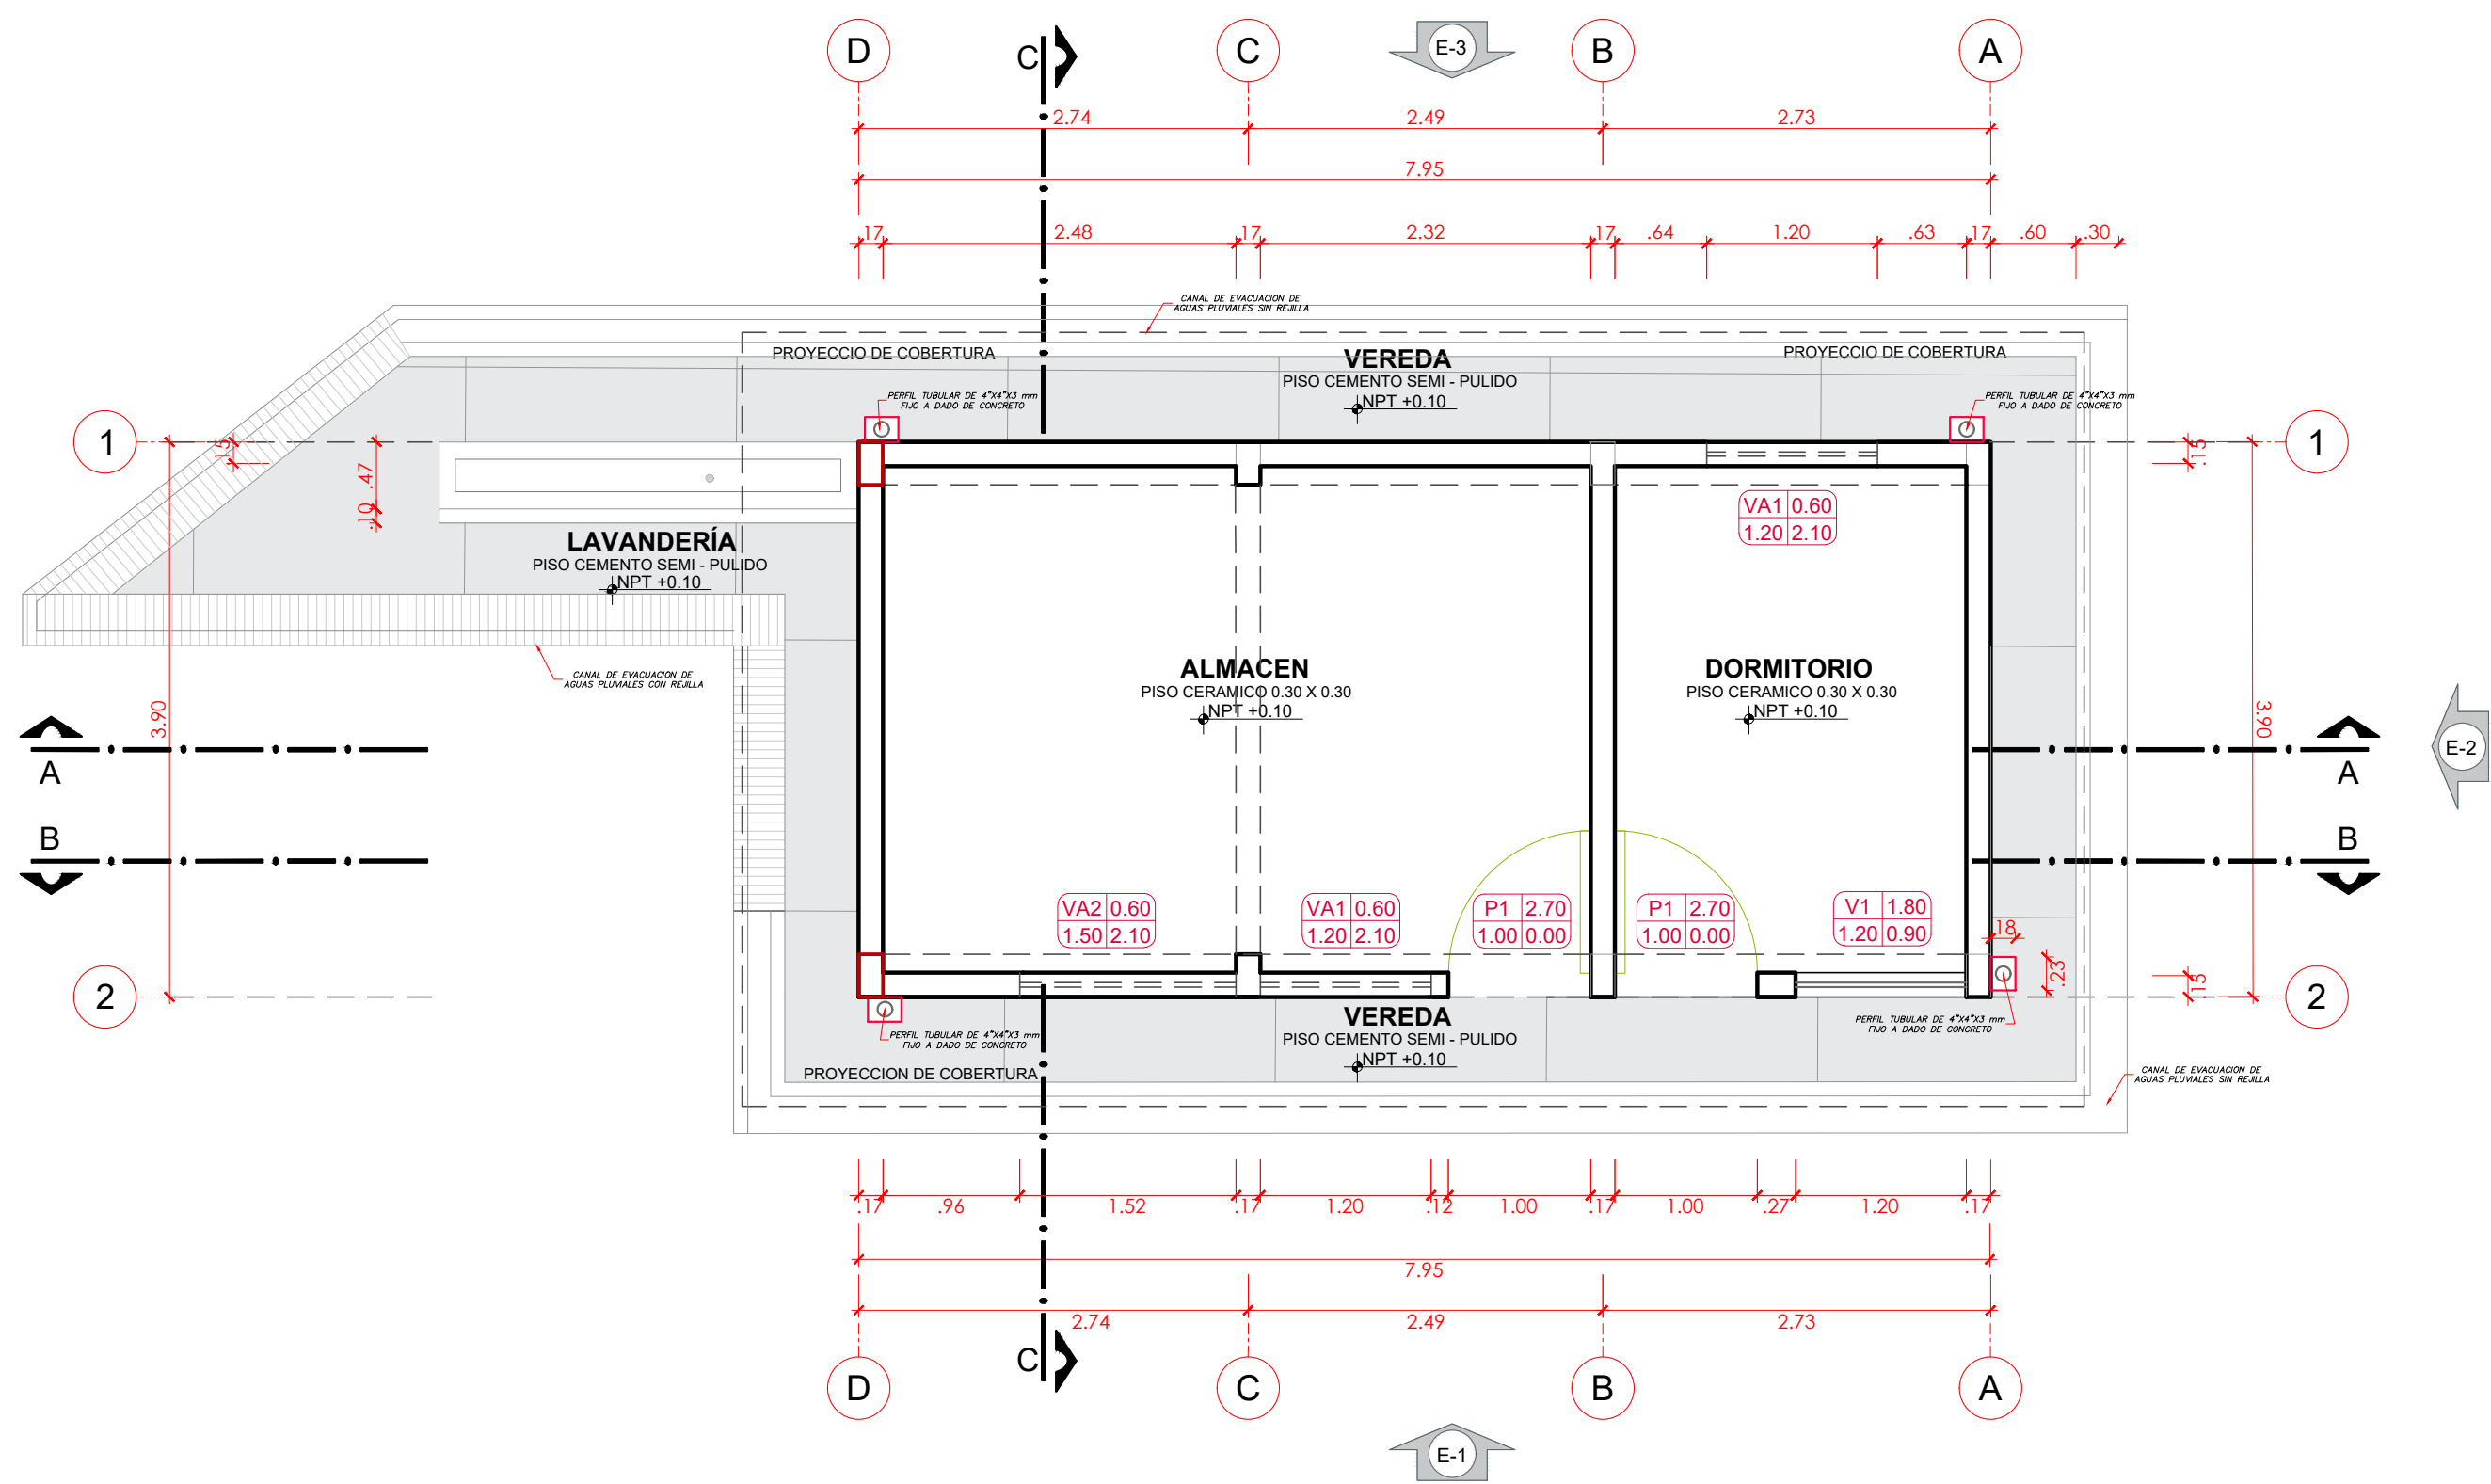 D
C
C
E-3
B
A
2.74
2.49
2.73
7.95
.17
2.48
.17
2.32
.17
.64
1.20
.63
.17
.60
.30
CANAL DE EVACUACION DE
AGUAS PLUVIALES SIN REJILLA
PROYECCIO DE COBERTURA
VEREDA
PISO CEMENTO SEMI - PULIDO
NPT +0.10
PROYECCIO DE COBERTURA
PERFIL TUBULAR DE 4"X4"X3 mm
FIJO A DADO DE CONCRETO
PERFIL TUBULAR DE 4"X4"X3 mm
FIJO A DADO DE CONCRETO
1
.15
.47
.10
.15
1
LAVANDERÍA
PISO CEMENTO SEMI - PULIDO
NPT +0.10
VA1 0.60
1.20 2.10
CANAL DE EVACUACION DE
AGUAS PLUVIALES CON REJILLA
ALMACEN
PISO CERAMICO 0.30 X 0.30
NPT +0.10
DORMITORIO
PISO CERAMICO 0.30 X 0.30
NPT +0.10
3.90
3.90
A
A
E-2
B
B
VA2 0.60
1.50 2.10
VA1 0.60
1.20 2.10
P1 2.70
1.00 0.00
P1 2.70
1.00 0.00
V1 1.80
1.20 0.90
.18
.23
.15
2
2
PERFIL TUBULAR DE 4"X4"X3 mm
FIJO A DADO DE CONCRETO
VEREDA
PISO CEMENTO SEMI - PULIDO
NPT +0.10
PERFIL TUBULAR DE 4"X4"X3 mm
FIJO A DADO DE CONCRETO
PROYECCION DE COBERTURA
CANAL DE EVACUACION DE
AGUAS PLUVIALES SIN REJILLA
.17
.96
1.52
.17
1.20
.12
1.00
.17
1.00
.27
1.20
.17
7.95
2.74
2.49
2.73
C
D
C
B
A
E-1